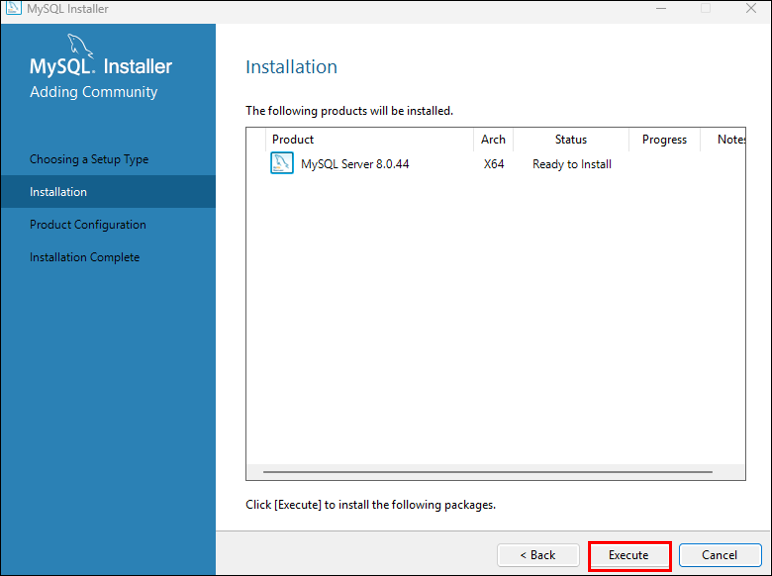 MySQL Installer
MySQL. Installer
Adding Community
Choosing a Setup Type
Installation
Product Configuration
Installation Complete
Installation
The following products will be installed.
Product Arch Status Progress Notes
MySQL Server 8.0.44 X64 Ready to Install
Click [Execute] to install the following packages.
< Back Execute Cancel